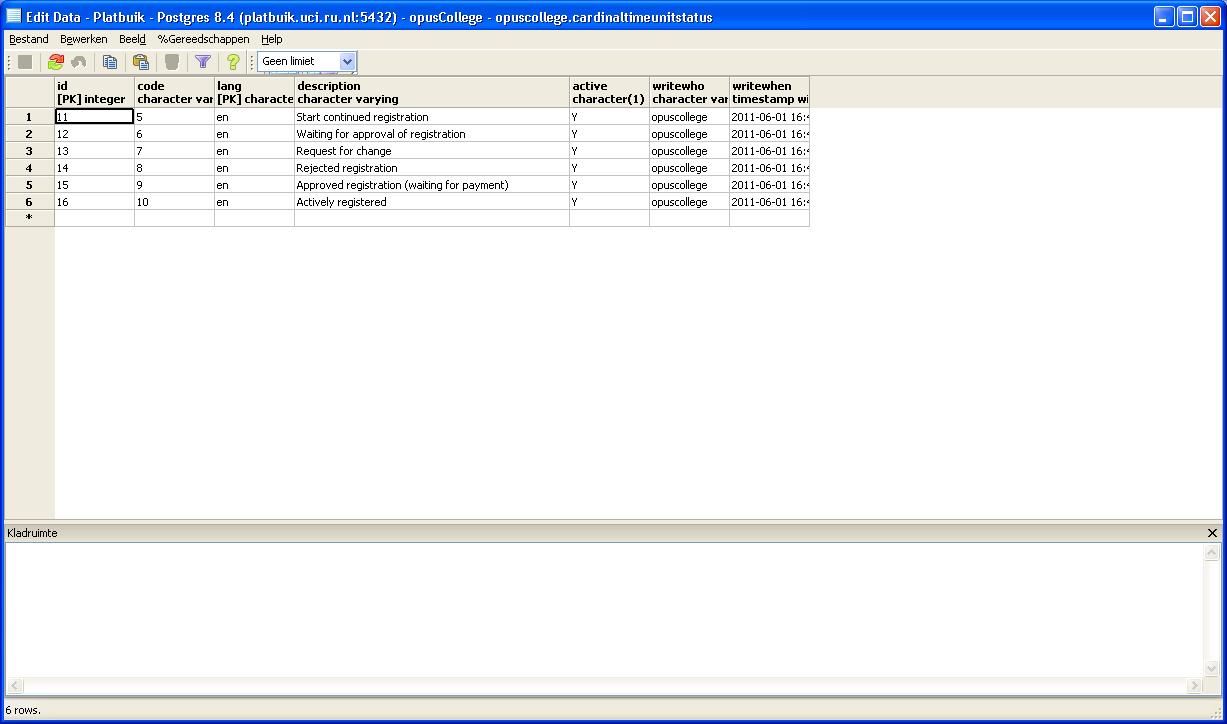 Edit Data - Platbuik - Postgres 8.4 (platbuik.uci.ru.nl:5432) - opusCollege - opuscollege.cardinaltimeunitstatus
Bestand Bewerken Beeld %Gereedschappen Help
Geen limiet
id code lang description active writewho writewhen
[PK] integer character var [PK] characte character varying character(1) character var timestamp wi
1 11 5 en Start continued registration Y opuscollege 2011-06-01 16:4
2 12 6 en Waiting for approval of registration Y opuscollege 2011-06-01 16:4
3 13 7 en Request for change Y opuscollege 2011-06-01 16:4
4 14 8 en Rejected registration Y opuscollege 2011-06-01 16:4
5 15 9 en Approved registration (waiting for payment) Y opuscollege 2011-06-01 16:4
6 16 10 en Actively registered Y opuscollege 2011-06-01 16:4
*
Kladruimte
6 rows.